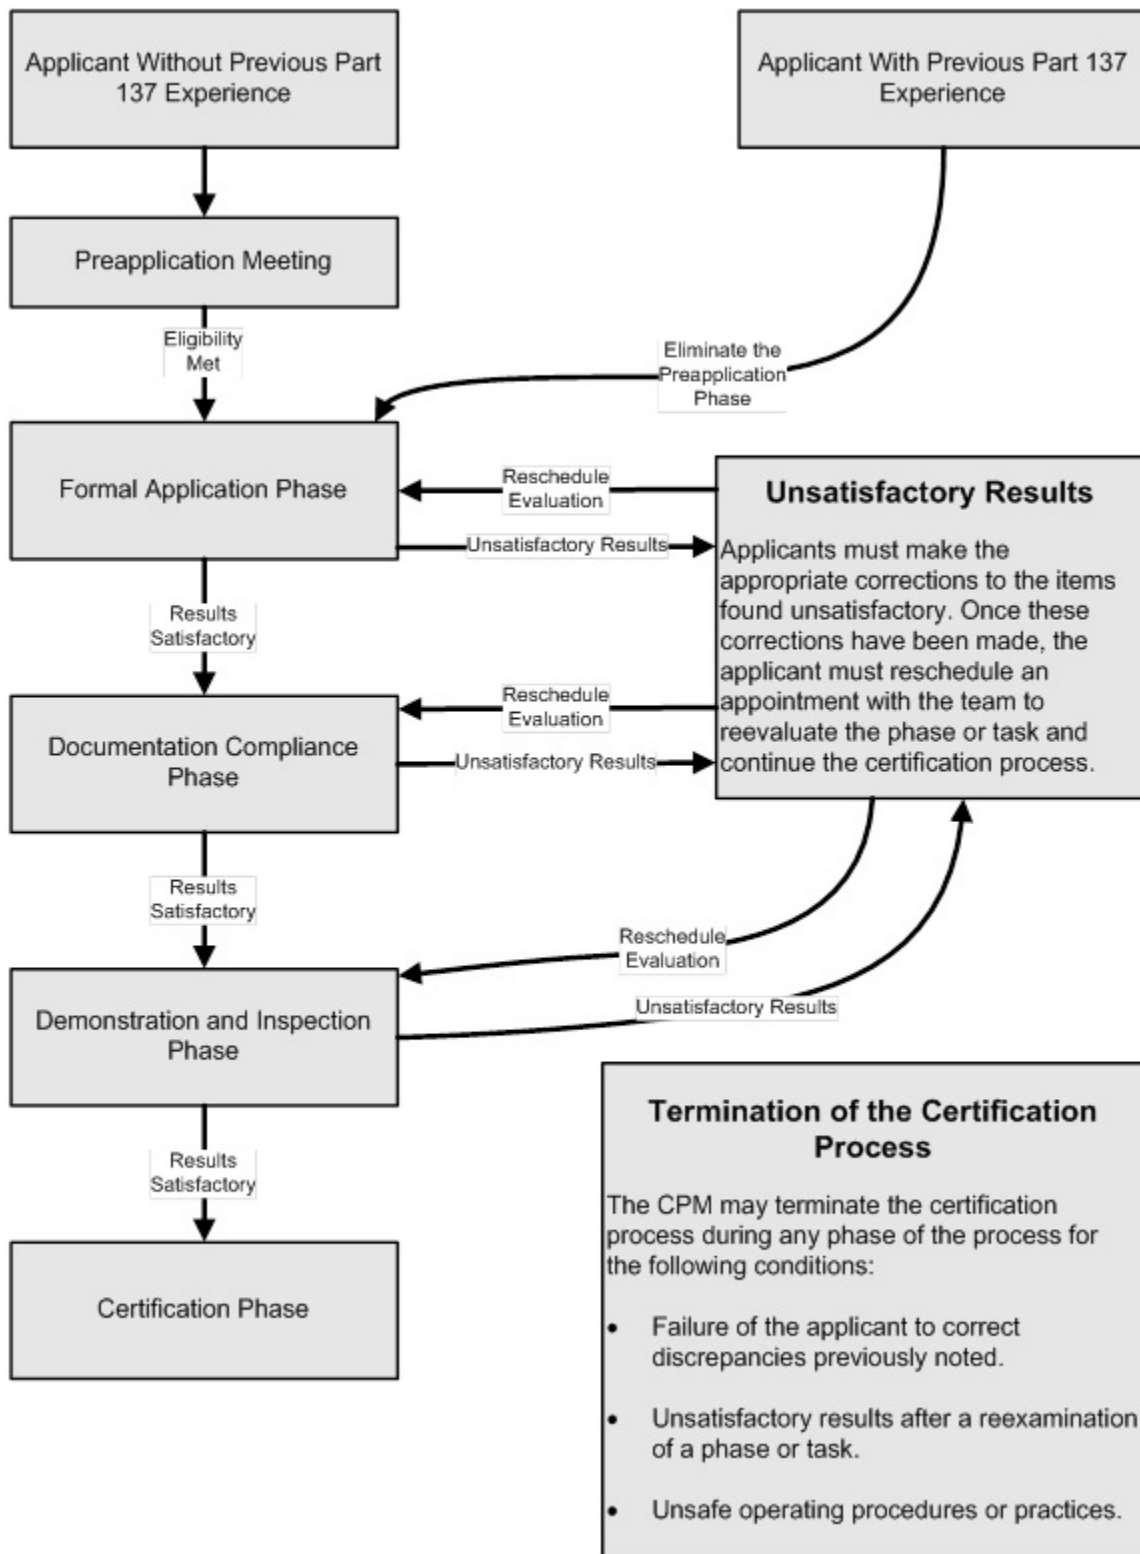 Applicant Without Previous Part
137 Experience
Applicant With Previous Part 137
Experience
Preapplication Meeting
Eligibility
Met
Eliminate the
Preapplication
Phase
Formal Application Phase
Reschedule
Evaluation
Unsatisfactory Results
Unsatisfactory Results
Applicants must make the
appropriate corrections to the items
found unsatisfactory. Once these
corrections have been made, the
applicant must reschedule an
appointment with the team to
reevaluate the phase or task and
continue the certification process.
Results
Satisfactory
Documentation Compliance
Phase
Reschedule
Evaluation
Unsatisfactory Results
Results
Satisfactory
Reschedule
Evaluation
Demonstration and Inspection
Phase
Unsatisfactory Results
Results
Satisfactory
Certification Phase
Termination of the Certification
Process
The CPM may terminate the certification
process during any phase of the process for
the following conditions:
• Failure of the applicant to correct
discrepancies previously noted.
• Unsatisfactory results after a reexamination
of a phase or task.
• Unsafe operating procedures or practices.